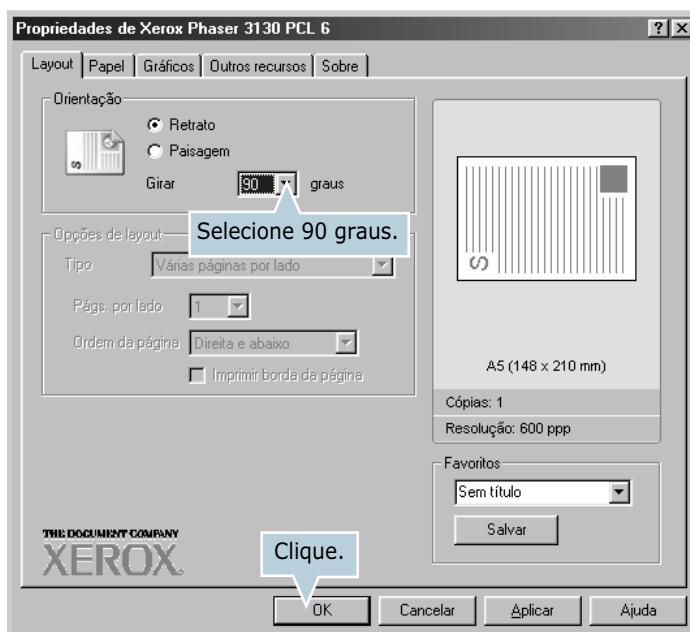 Propriedades de Xerox Phaser 3130 PCL 6
Layout Papel Gráficos Outros recursos Sobre
Orientação
Retrato
Paisagem
Girar 90 graus
Selecione 90 graus.
Opções de layout
Tipo Várias páginas por lado
Págs. por lado 1
Ordem da página Direita e abaixo
Imprimir borda da página
S
S
A5 (148 x 210 mm)
Cópias: 1
Resolução: 600 ppp
Favoritos
Sem título
Salvar
THE DOCUMENT COMPANY
XEROX
Clique.
OK Cancelar Aplicar Ajuda